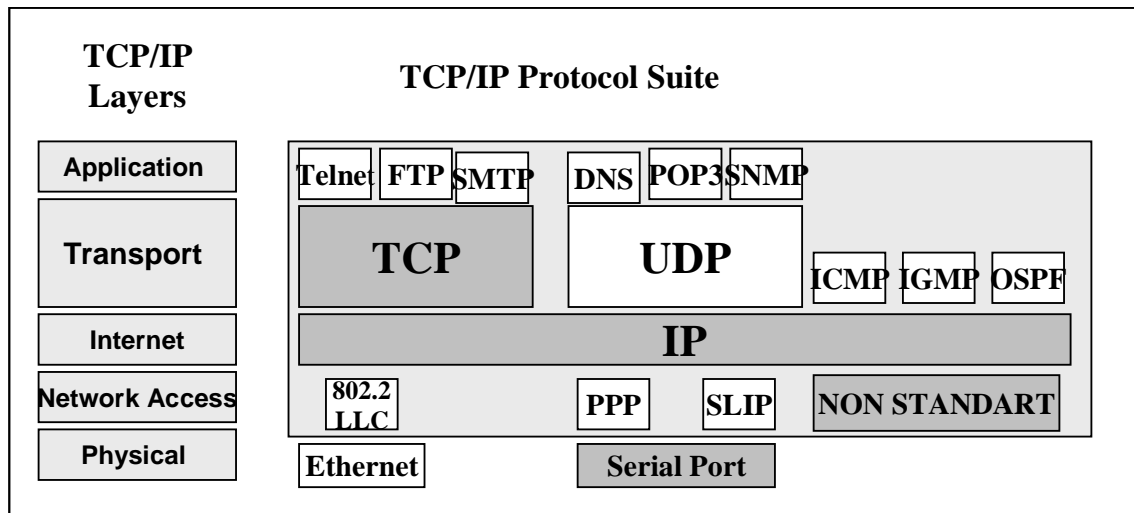 TCP/IP
Layers
TCP/IP Protocol Suite
Application
Telnet
FTP
SMTP
DNS
POP3
SNMP
Transport
TCP
UDP
ICMP
IGMP
OSPF
Internet
IP
Network Access
802.2
LLC
PPP
SLIP
NON STANDART
Physical
Ethernet
Serial Port